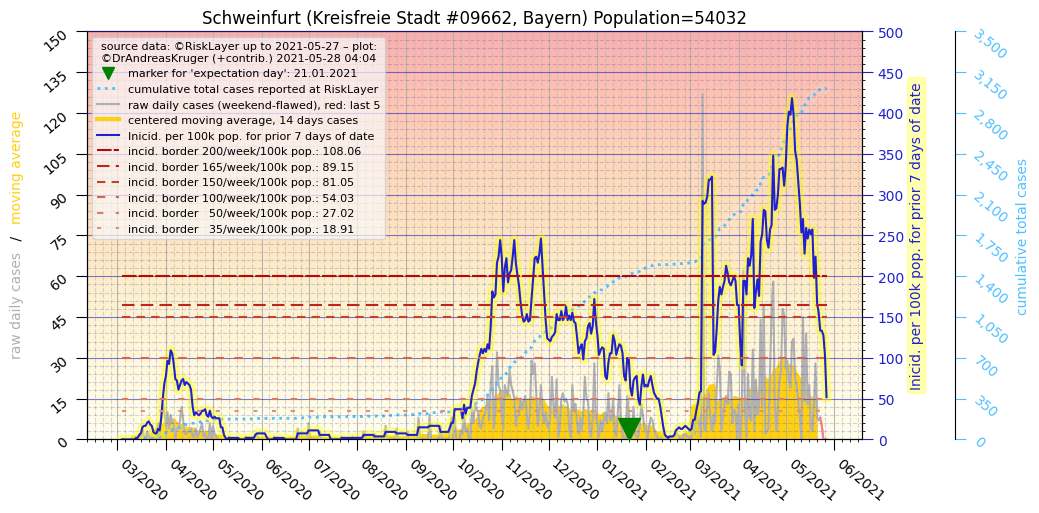 Schweinfurt (Kreisfreie Stadt #09662, Bayern) Population=54032
source data: ©RiskLayer up to 2021-05-27 – plot:
©DrAndreasKruger (+contrib.) 2021-05-28 04:04
marker for 'expectation day': 21.01.2021
cumulative total cases reported at RiskLayer
raw daily cases (weekend-flawed), red: last 5
centered moving average, 14 days cases
Inicid. per 100k pop. for prior 7 days of date
incid. border 200/week/100k pop.: 108.06
incid. border 165/week/100k pop.: 89.15
incid. border 150/week/100k pop.: 81.05
incid. border 100/week/100k pop.: 54.03
incid. border   50/week/100k pop.: 27.02
incid. border   35/week/100k pop.: 18.91
raw daily cases   /   moving average
150
135
120
105
90
75
60
45
30
15
0
03/2020
04/2020
05/2020
06/2020
07/2020
08/2020
09/2020
10/2020
11/2020
12/2020
01/2021
02/2021
03/2021
04/2021
05/2021
06/2021
500
450
400
350
300
250
200
150
100
50
0
Inicid. per 100k pop. for prior 7 days of date
3,500
3,150
2,800
2,450
2,100
1,750
1,400
1,050
700
350
0
cumulative total cases